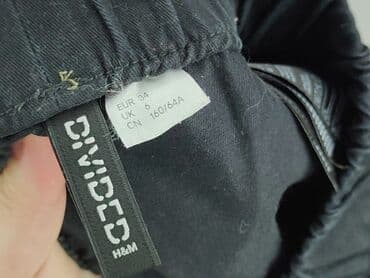 EUR 34
UK 6
CN 160/64A
DIVIDED
H&M